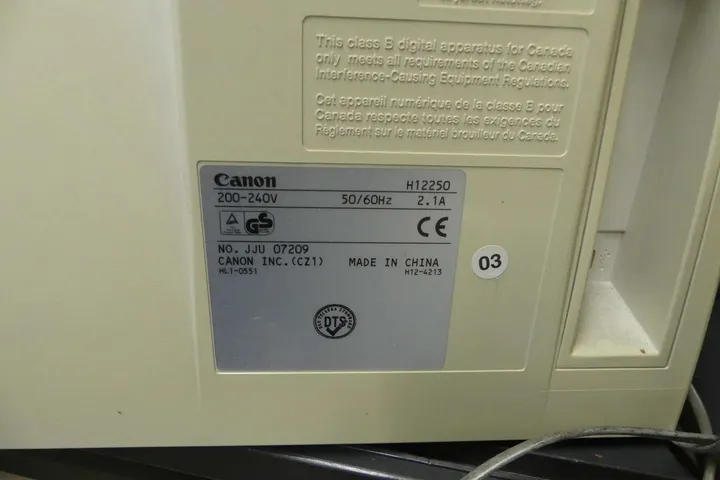 This class B digital apparatus for Canada
only meets all requirements of the Canadian
Interference-Causing Equipment Regulations.
Cet appareil numérique de la classe B pour
Canada respecte toutes les exigences du
Règlement sur le matériel brouilleur du Canada.
Canon H12250
200-240V 50/60Hz 2.1A
GS CE
NO. JJU 07209
CANON INC.(CZ1) MADE IN CHINA
HL1-0551 H12-4213
03
DTS